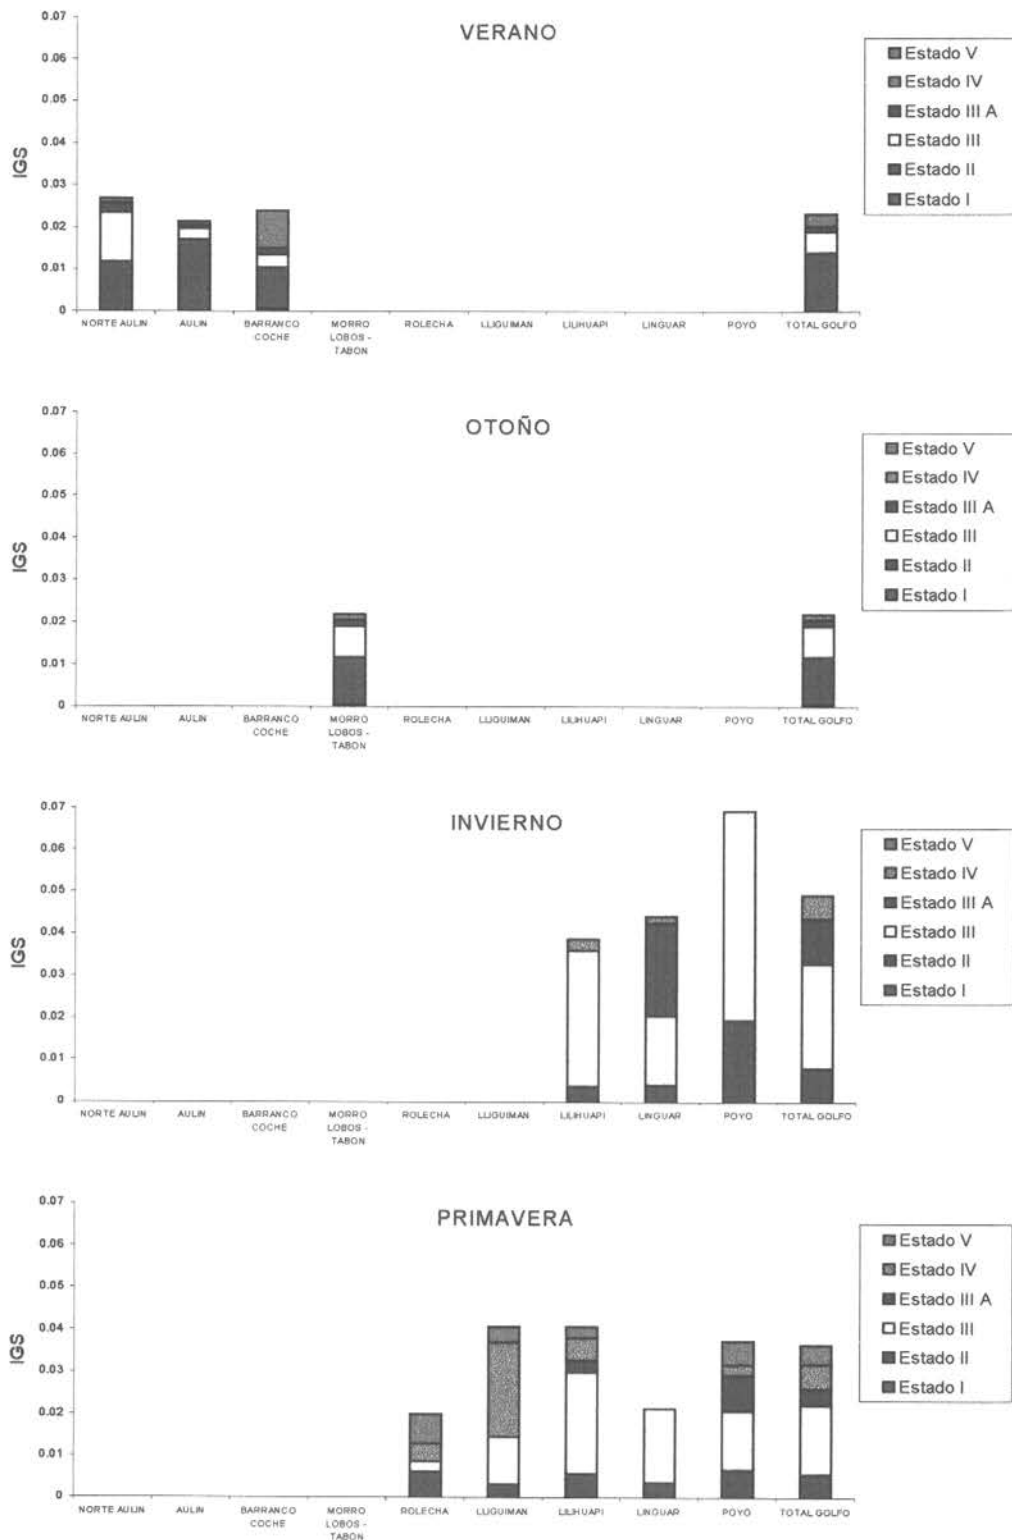 VERANO
0.07
0.06
0.05
0.04
0.03
0.02
0.01
0
IGS
NORTE AULIN AULIN BARRANCO COCHE MORRO LOBOS - TABON ROLECHA LLIGUIMAN LILIHUAPI LINGUAR POYO TOTAL GOLFO
Estado V
Estado IV
Estado III A
Estado III
Estado II
Estado I
OTOÑO
0.07
0.06
0.05
0.04
0.03
0.02
0.01
0
IGS
NORTE AULIN AULIN BARRANCO COCHE MORRO LOBOS - TABON ROLECHA LLIGUIMAN LILIHUAPI LINGUAR POYO TOTAL GOLFO
Estado V
Estado IV
Estado III A
Estado III
Estado II
Estado I
INVIERNO
0.07
0.06
0.05
0.04
0.03
0.02
0.01
0
IGS
NORTE AULIN AULIN BARRANCO COCHE MORRO LOBOS - TABON ROLECHA LLIGUIMAN LILIHUAPI LINGUAR POYO TOTAL GOLFO
Estado V
Estado IV
Estado III A
Estado III
Estado II
Estado I
PRIMAVERA
0.07
0.06
0.05
0.04
0.03
0.02
0.01
0
IGS
NORTE AULIN AULIN BARRANCO COCHE MORRO LOBOS - TABON ROLECHA LLIGUIMAN LILIHUAPI LINGUAR POYO TOTAL GOLFO
Estado V
Estado IV
Estado III A
Estado III
Estado II
Estado I